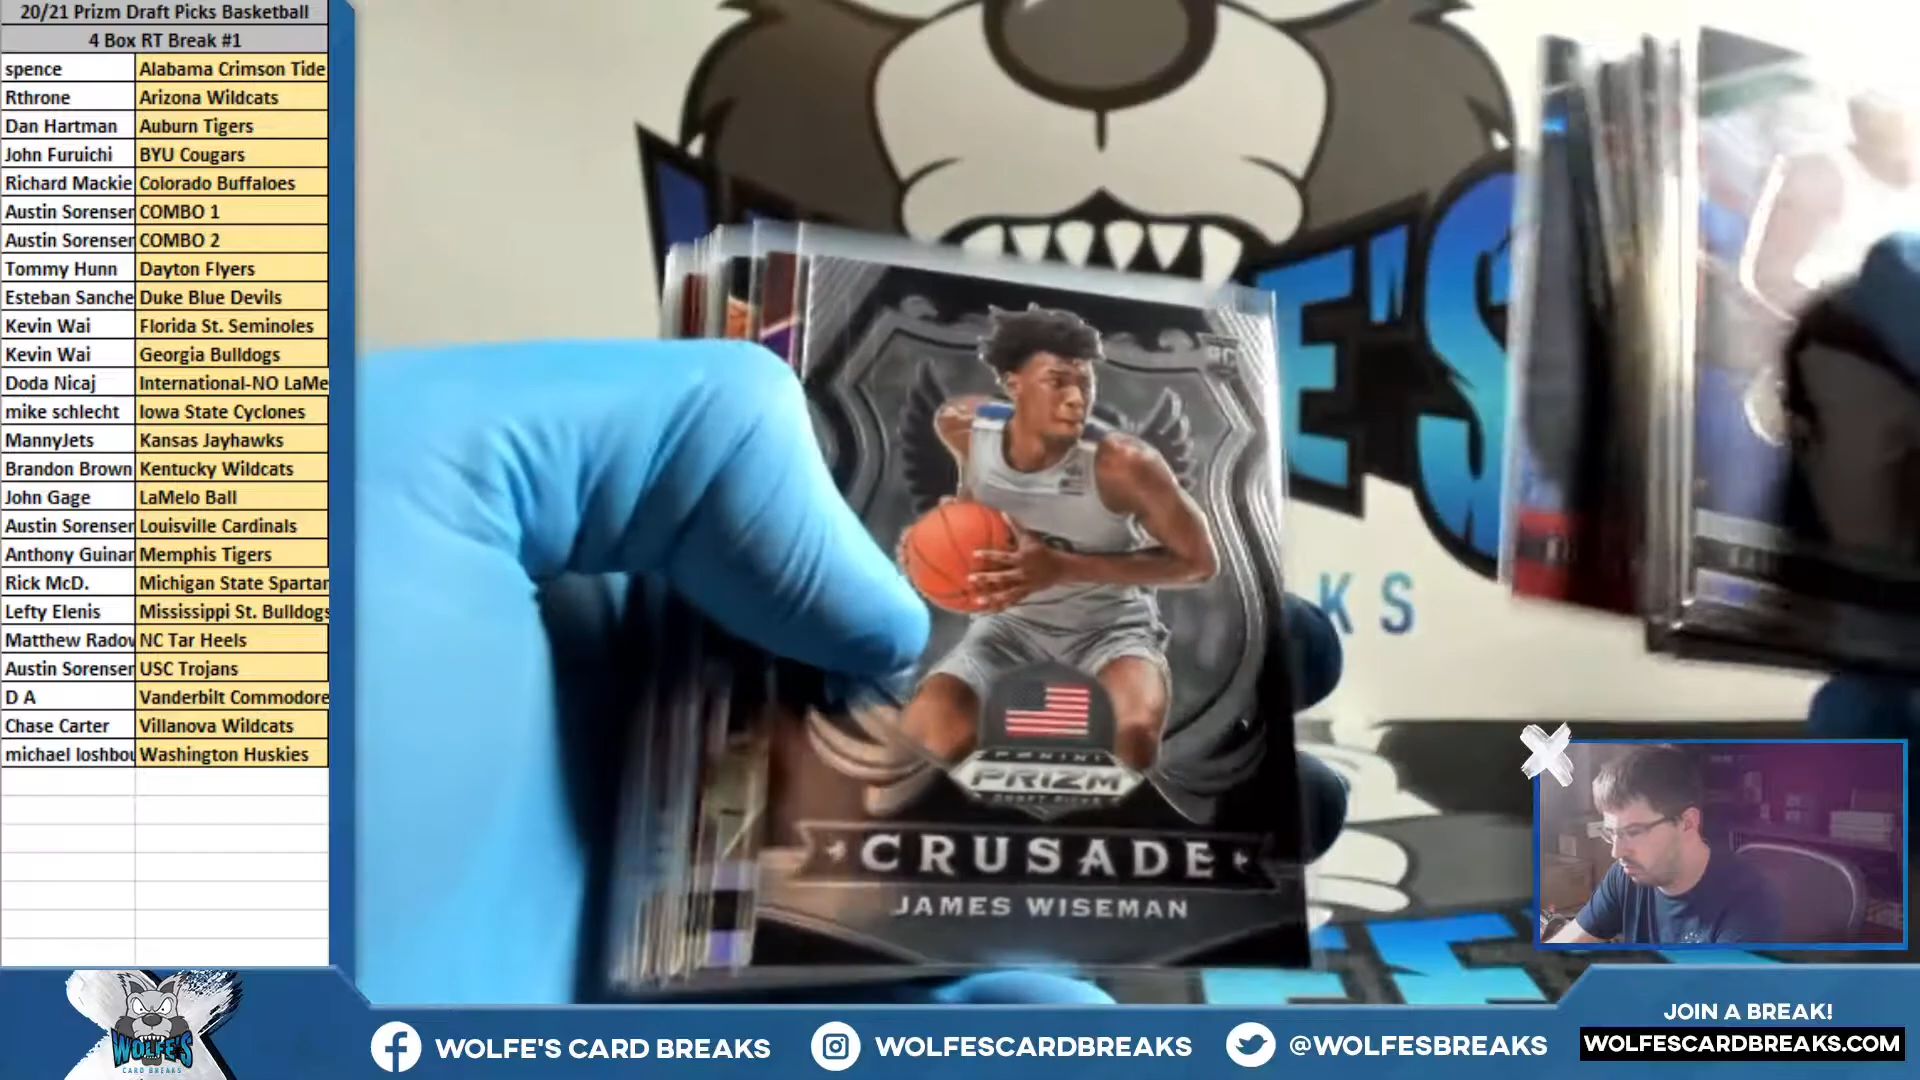 20/21 Prizm Draft Picks Basketball
4 Box RT Break #1
spence Alabama Crimson Tide
Rthrone Arizona Wildcats
Dan Hartman Auburn Tigers
John Furuichi BYU Cougars
Richard Mackie Colorado Buffaloes
Austin Sorenser COMBO 1
Austin Sorenser COMBO 2
Tommy Hunn Dayton Flyers
Esteban Sanche Duke Blue Devils
Kevin Wai Florida St. Seminoles
Kevin Wai Georgia Bulldogs
Doda Nicaj International-NO LaMe
mike schlecht Iowa State Cyclones
MannyJets Kansas Jayhawks
Brandon Brown Kentucky Wildcats
John Gage LaMelo Ball
Austin Sorenser Louisville Cardinals
Anthony Guinar Memphis Tigers
Rick McD. Michigan State Spartar
Lefty Elenis Mississippi St. Bulldogs
Matthew Radov NC Tar Heels
Austin Sorenser USC Trojans
D A Vanderbilt Commodore
Chase Carter Villanova Wildcats
michael loshbou Washington Huskies
E'S
KS
RC
PANINI
PRIZM
DRAFT PICKS
CRUSADE
JAMES WISEMAN
WOLFE'S
CARD BREAKS
WOLFE'S CARD BREAKS
WOLFESCARDBREAKS
@WOLFESBREAKS
JOIN A BREAK!
WOLFESCARDBREAKS.COM